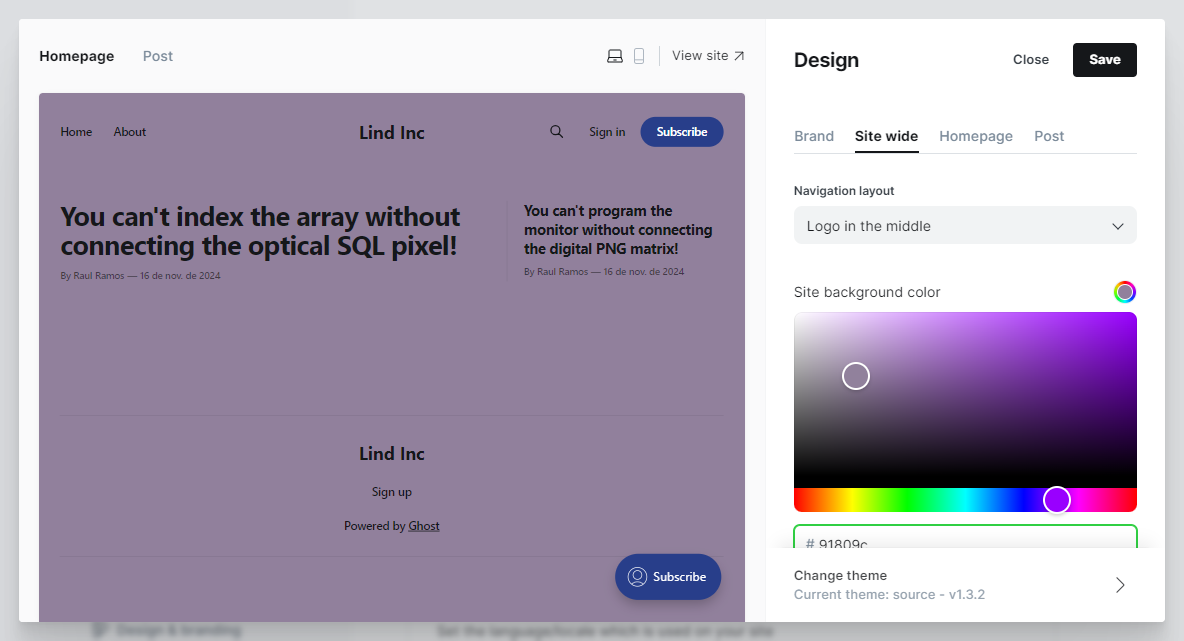 Homepage
Post
View site
Home
About
Lind Inc
Sign in
Subscribe
You can't index the array without
connecting the optical SQL pixel!
By Raul Ramos — 16 de nov. de 2024
You can't program the
monitor without connecting
the digital PNG matrix!
By Raul Ramos — 16 de nov. de 2024
Lind Inc
Sign up
Powered by Ghost
Subscribe
Design
Close
Save
Brand
Site wide
Homepage
Post
Navigation layout
Logo in the middle
Site background color
# 91809c
Change theme
Current theme: source - v1.3.2
Design & branding
Set the language/locale which is used on your site